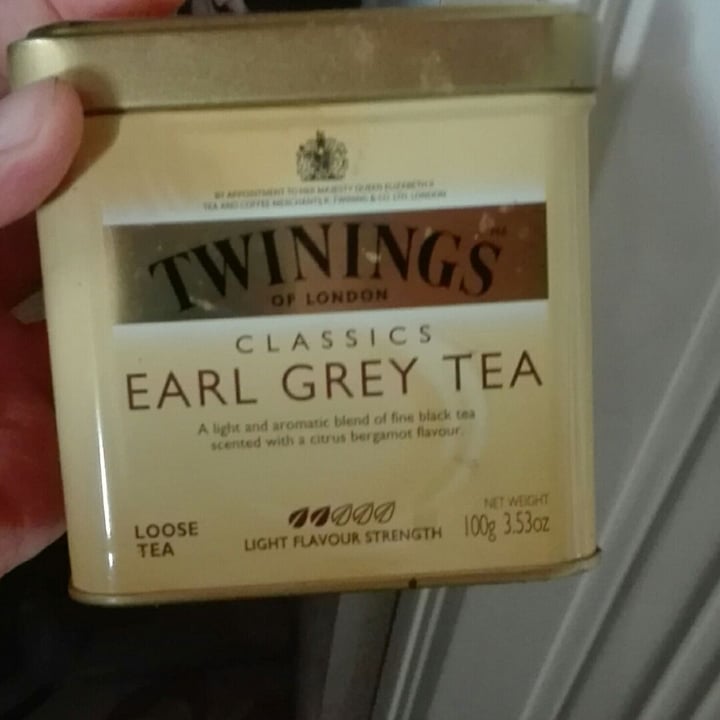 BY APPOINTMENT TO HER MAJESTY QUEEN ELIZABETH II
TEA AND COFFEE MERCHANTS R. TWINING & CO. LTD. LONDON
TWININGS
OF LONDON
CLASSICS
EARL GREY TEA
A light and aromatic blend of fine black tea
scented with a citrus bergamot flavour.
LOOSE
TEA
LIGHT FLAVOUR STRENGTH
NET WEIGHT
100g 3.53oz